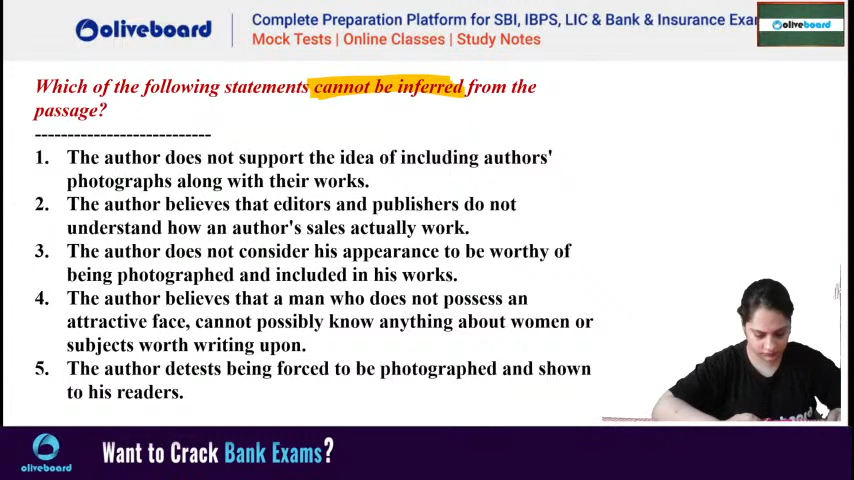 oliveboard
Complete Preparation Platform for SBI, IBPS, LIC & Bank & Insurance Exa
Mock Tests | Online Classes | Study Notes
oliveboard
Which of the following statements cannot be inferred from the
passage?
---------------------------
1. The author does not support the idea of including authors'
photographs along with their works.
2. The author believes that editors and publishers do not
understand how an author's sales actually work.
3. The author does not consider his appearance to be worthy of
being photographed and included in his works.
4. The author believes that a man who does not possess an
attractive face, cannot possibly know anything about women or
subjects worth writing upon.
5. The author detests being forced to be photographed and shown
to his readers.
oliveboard
Want to Crack Bank Exams?